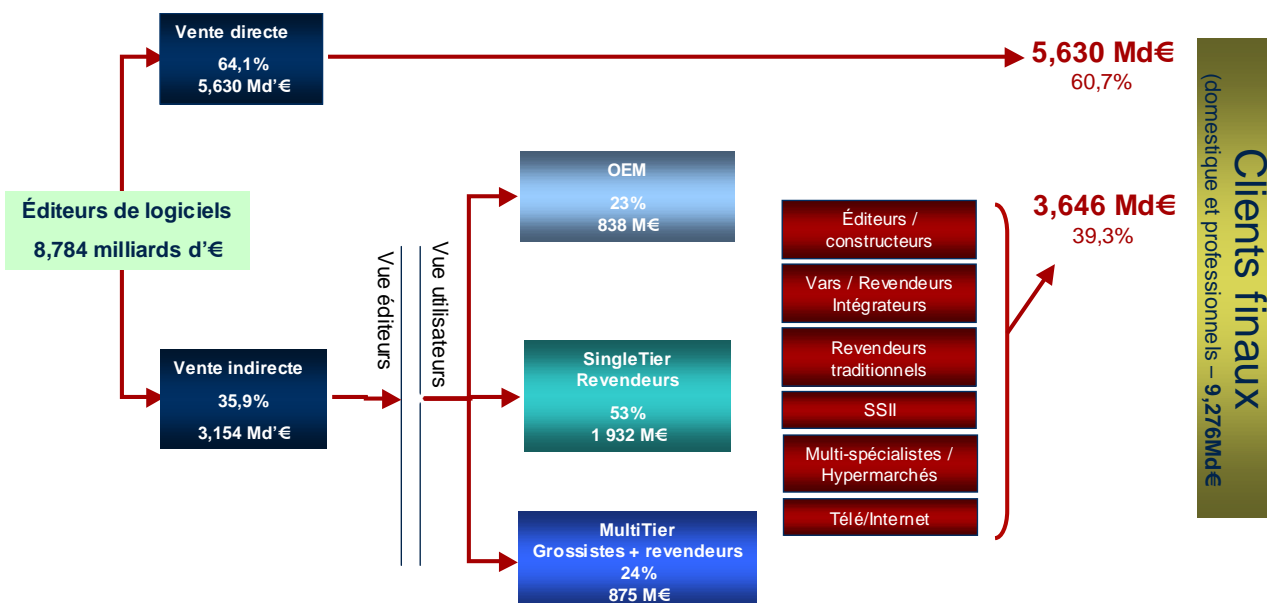 Vente directe
64,1%
5,630 Md'€
5,630 Md€
60,7%
Éditeurs de logiciels
8,784 milliards d'€
Vente indirecte
35,9%
3,154 Md'€
Vue éditeurs
Vue utilisateurs
OEM
23%
838 M€
SingleTier
Revendeurs
53%
1 932 M€
MultiTier
Grossistes + revendeurs
24%
875 M€
Éditeurs /
constructeurs
Vars / Revendeurs
Intégrateurs
Revendeurs
traditionnels
SSII
Multi-spécialistes /
Hypermarchés
Télé/Internet
3,646 Md€
39,3%
Clients finaux
(domestique et professionnels – 9,276Md€